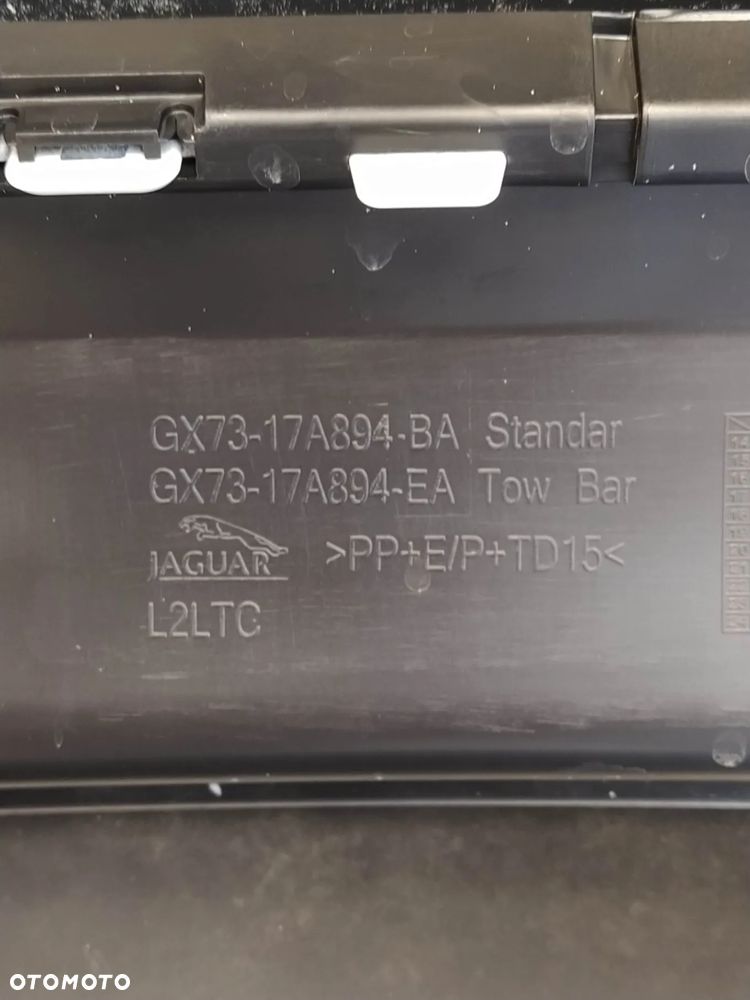 GX73-17A894-BA Standar
GX73-17A894-EA Tow Bar
JAGUAR >PP+E/P+TD15<
L2LTC
OTOMOTO